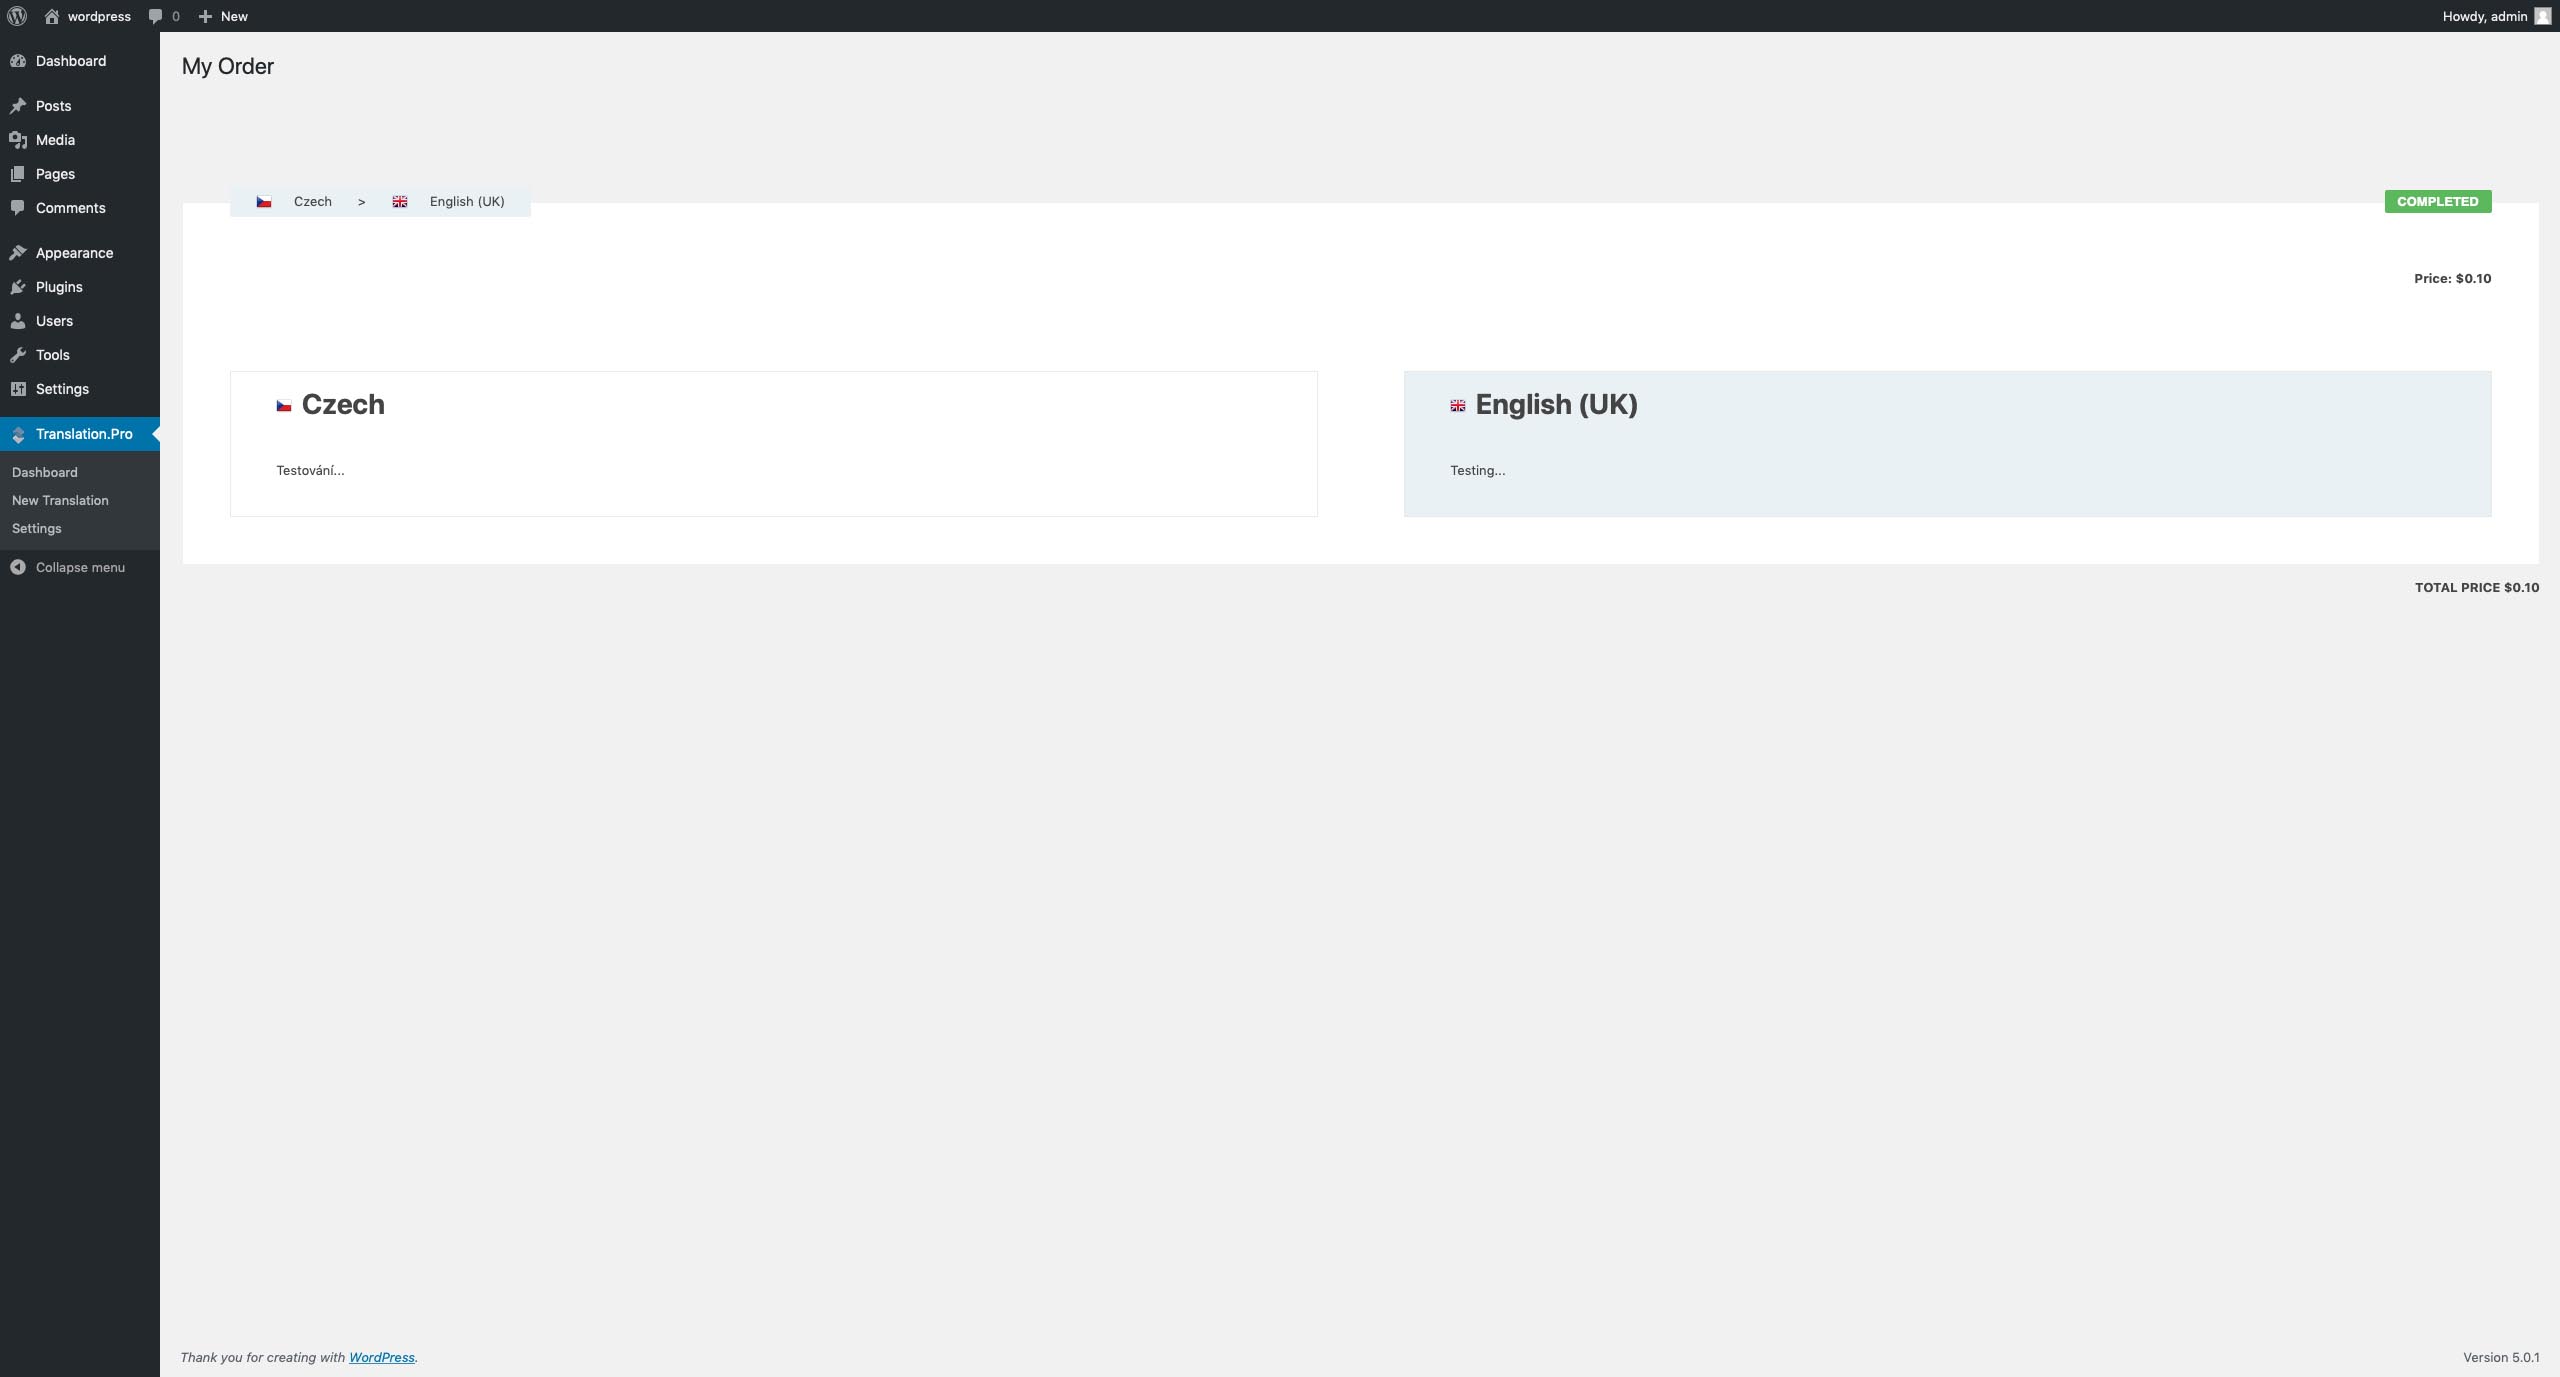 wordpress 0 New Howdy, admin
Dashboard
Posts
Media
Pages
Comments
Appearance
Plugins
Users
Tools
Settings
Translation.Pro
Dashboard
New Translation
Settings
Collapse menu
My Order
Czech > English (UK) COMPLETED
Price: $0.10
Czech
Testování...
English (UK)
Testing...
TOTAL PRICE $0.10
Thank you for creating with WordPress. Version 5.0.1